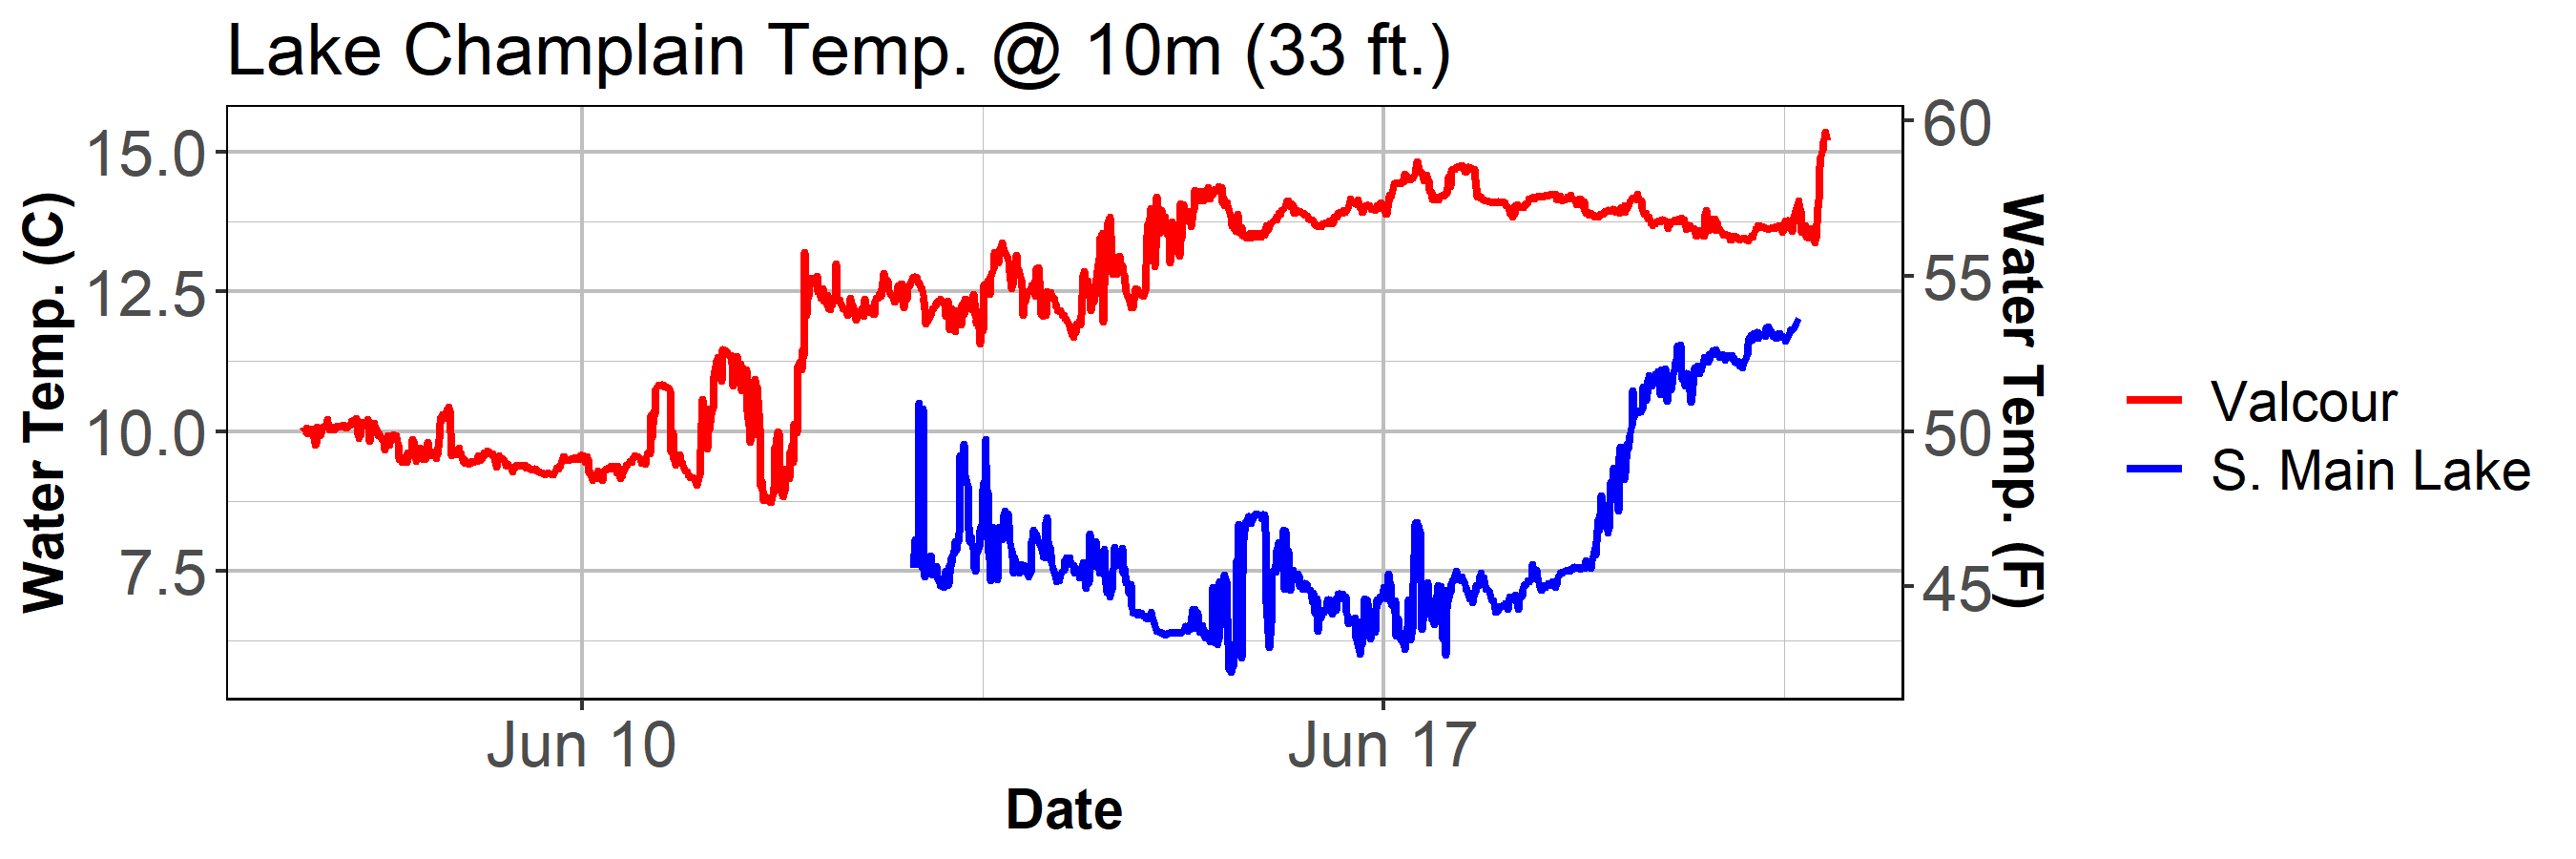 Lake Champlain Temp. @ 10m (33 ft.)
Water Temp. (C)
15.0
12.5
10.0
7.5
60
55
50
45
Water Temp. (F)
Jun 10
Jun 17
Date
Valcour
S. Main Lake